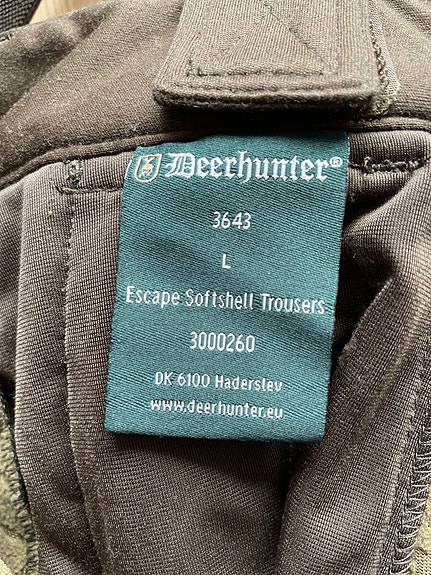 Deerhunter®
3643
L
Escape Softshell Trousers
3000260
DK 6100 Haderslev
www.deerhunter.eu